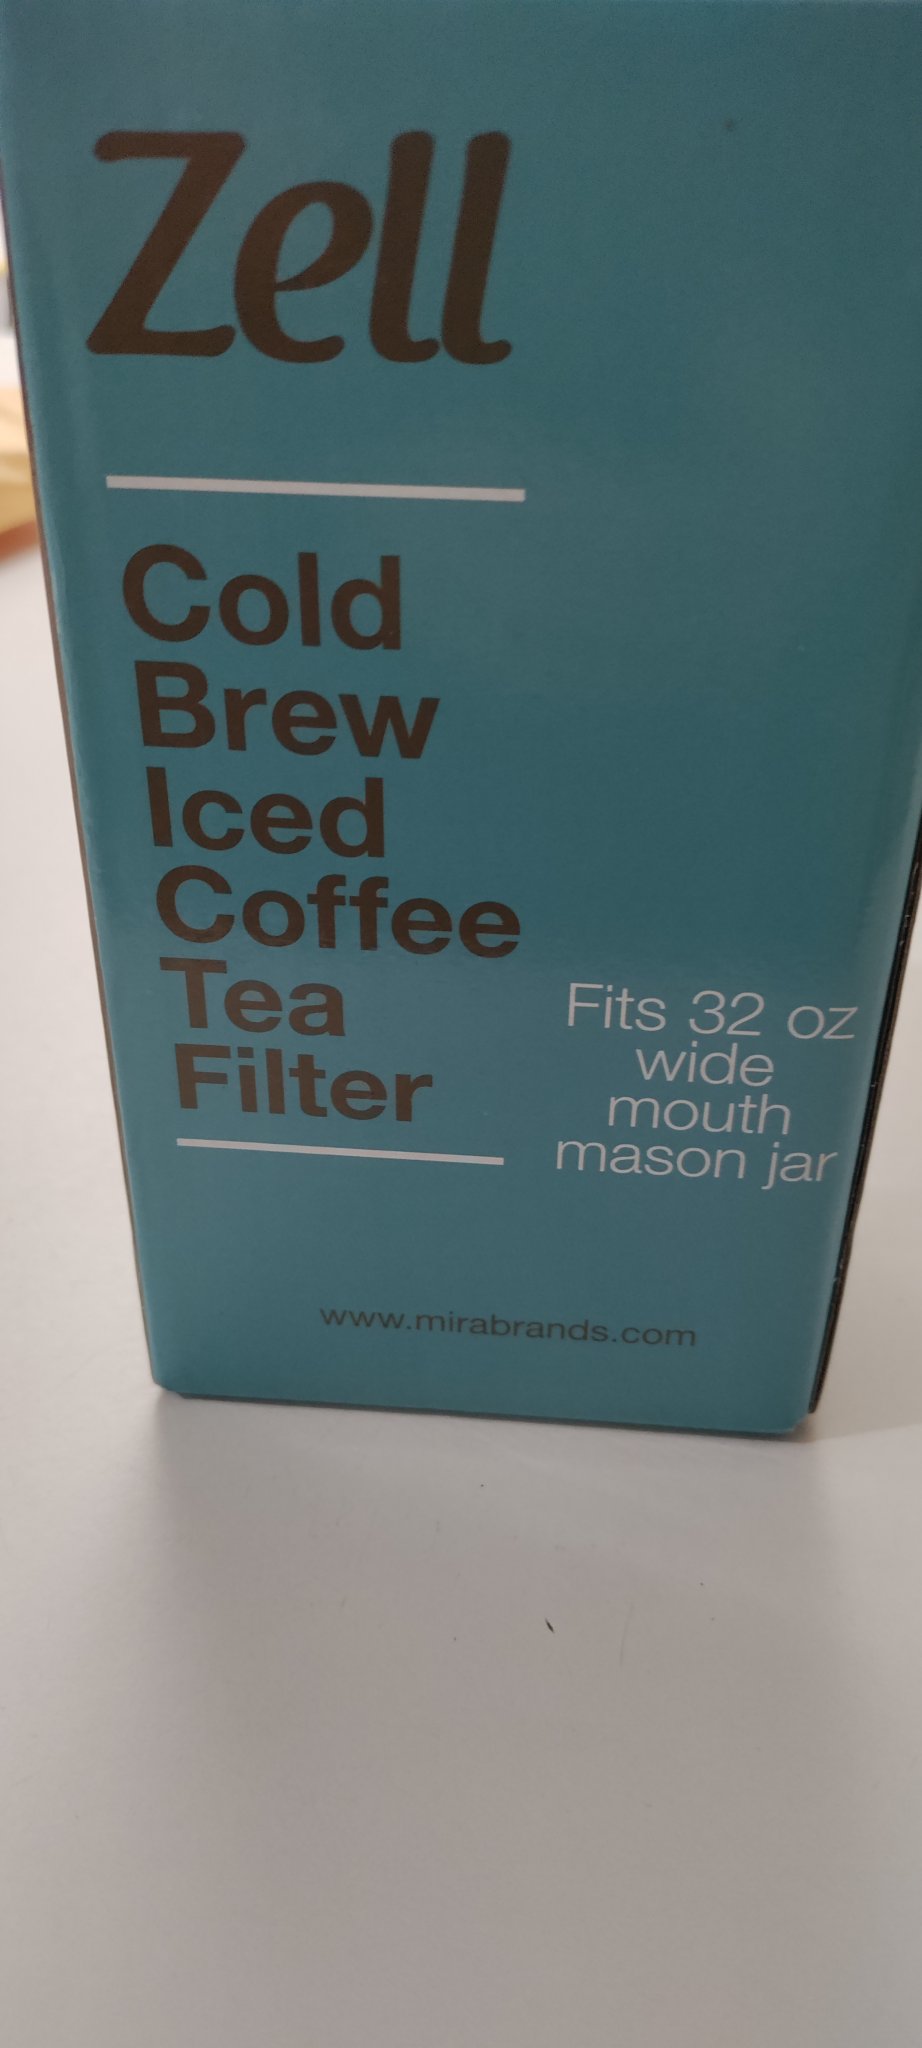 Zell
Cold
Brew
Iced
Coffee
Tea
Filter
Fits 32 oz
wide
mouth
mason jar
www.mirabrands.com